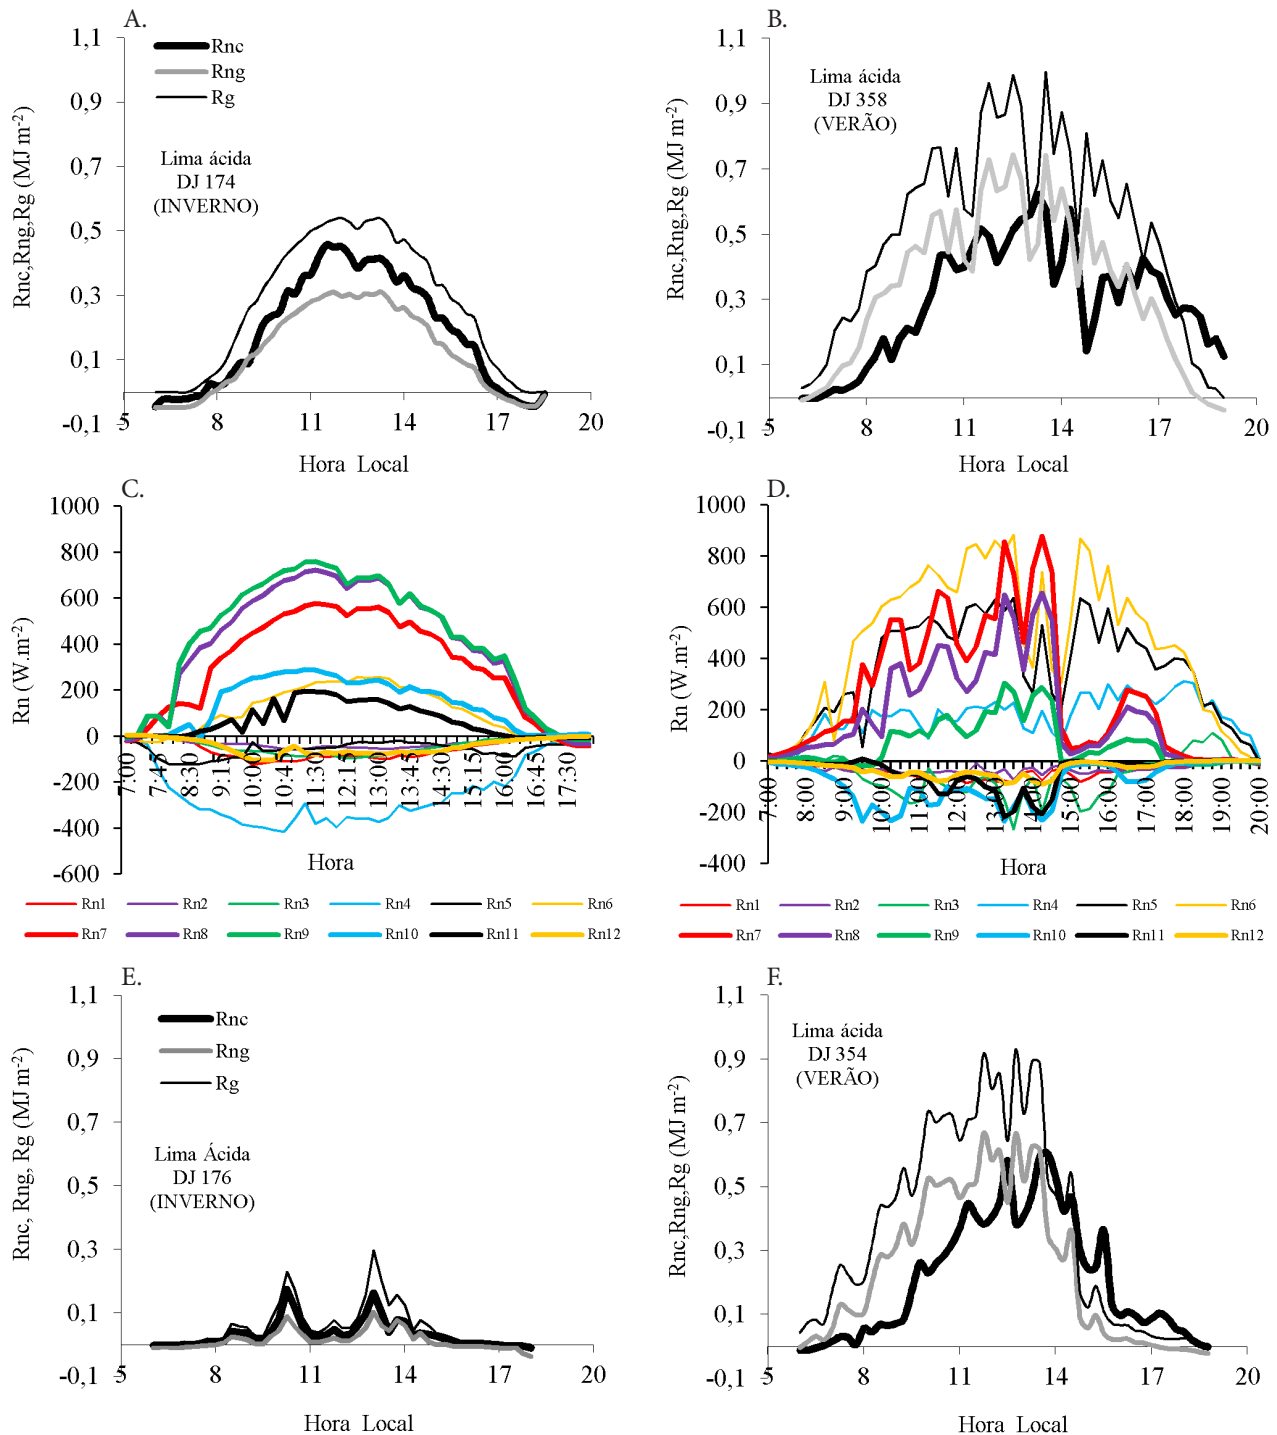 A.
1,1
0,9
0,7
0,5
0,3
0,1
-0,1
Rnc,Rng,Rg (MJ m-2)
Rnc
Rng
Rg
Lima ácida
DJ 174
(INVERNO)
5 8 11 14 17 20
Hora Local
B.
1,1
0,9
0,7
0,5
0,3
0,1
-0,1
Rnc,Rng,Rg (MJ m-2)
Lima ácida
DJ 358
(VERÃO)
5 8 11 14 17 20
Hora Local
C.
1000
800
600
400
200
0
-200
-400
-600
Rn (W.m-2)
7:00 7:45 8:30 9:15 10:00 10:45 11:30 12:15 13:00 13:45 14:30 15:15 16:00 16:45 17:30
Hora
Rn1 Rn2 Rn3 Rn4 Rn5 Rn6
Rn7 Rn8 Rn9 Rn10 Rn11 Rn12
D.
1000
800
600
400
200
0
-200
-400
Rn (W.m-2)
7:00 8:00 9:00 10:00 11:00 12:00 13:00 14:00 15:00 16:00 17:00 18:00 19:00 20:00
Hora
Rn1 Rn2 Rn3 Rn4 Rn5 Rn6
Rn7 Rn8 Rn9 Rn10 Rn11 Rn12
E.
1,1
0,9
0,7
0,5
0,3
0,1
-0,1
Rnc, Rng, Rg (MJ m-2)
Rnc
Rng
Rg
Lima Ácida
DJ 176
(INVERNO)
5 8 11 14 17 20
Hora Local
F.
1,1
0,9
0,7
0,5
0,3
0,1
-0,1
Rnc,Rng,Rg (MJ m-2)
Lima ácida
DJ 354
(VERÃO)
5 8 11 14 17 20
Hora Local